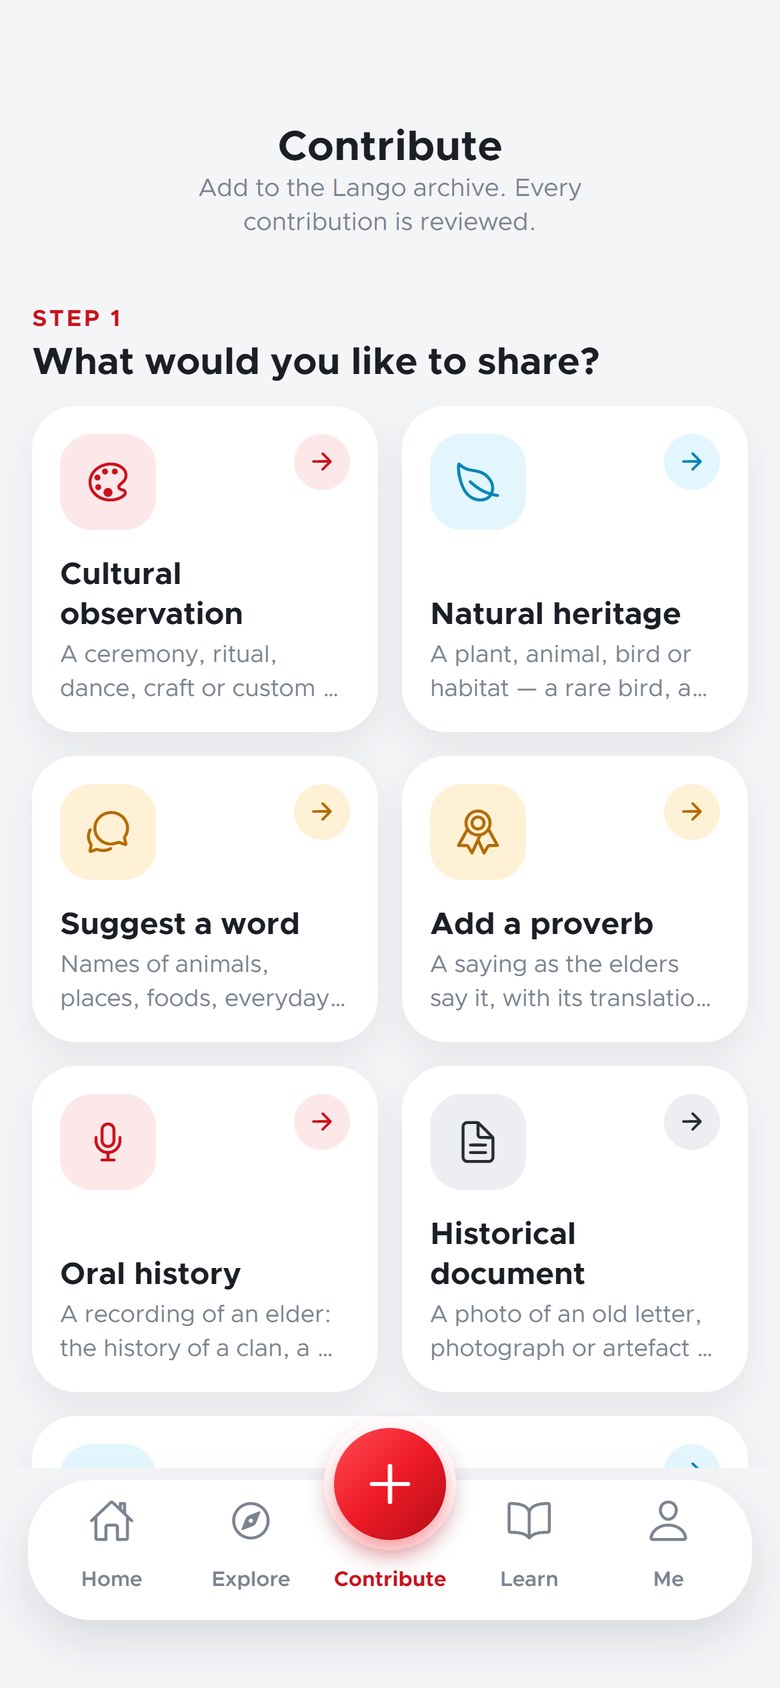 Contribute
Add to the Lango archive. Every
contribution is reviewed.
STEP 1
What would you like to share?
Cultural
observation
A ceremony, ritual,
dance, craft or custom ...
Natural heritage
A plant, animal, bird or
habitat — a rare bird, a...
Suggest a word
Names of animals,
places, foods, everyday...
Add a proverb
A saying as the elders
say it, with its translatio...
Oral history
A recording of an elder:
the history of a clan, a ...
Historical
document
A photo of an old letter,
photograph or artefact ...
Home
Explore
Contribute
Learn
Me